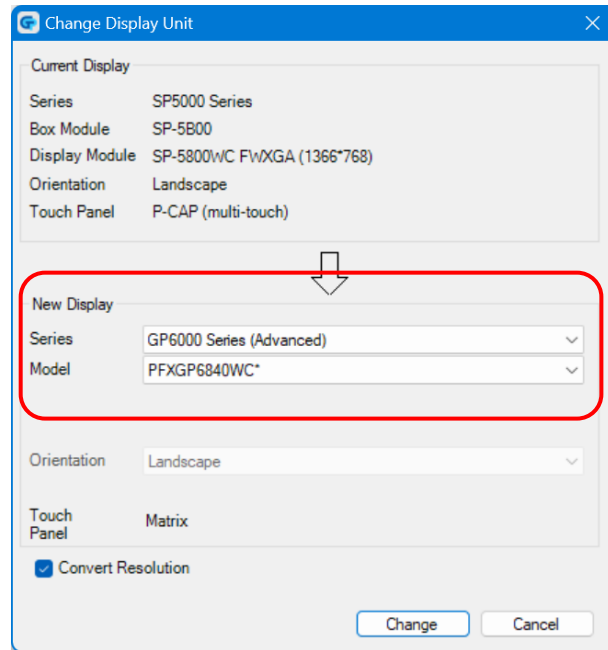 Change Display Unit
Current Display
Series SP5000 Series
Box Module SP-5B00
Display Module SP-5800WC FWXGA (1366*768)
Orientation Landscape
Touch Panel P-CAP (multi-touch)
New Display
Series GP6000 Series (Advanced)
Model PFXGP6840WC*
Orientation Landscape
Touch
Panel Matrix
Convert Resolution
Change Cancel